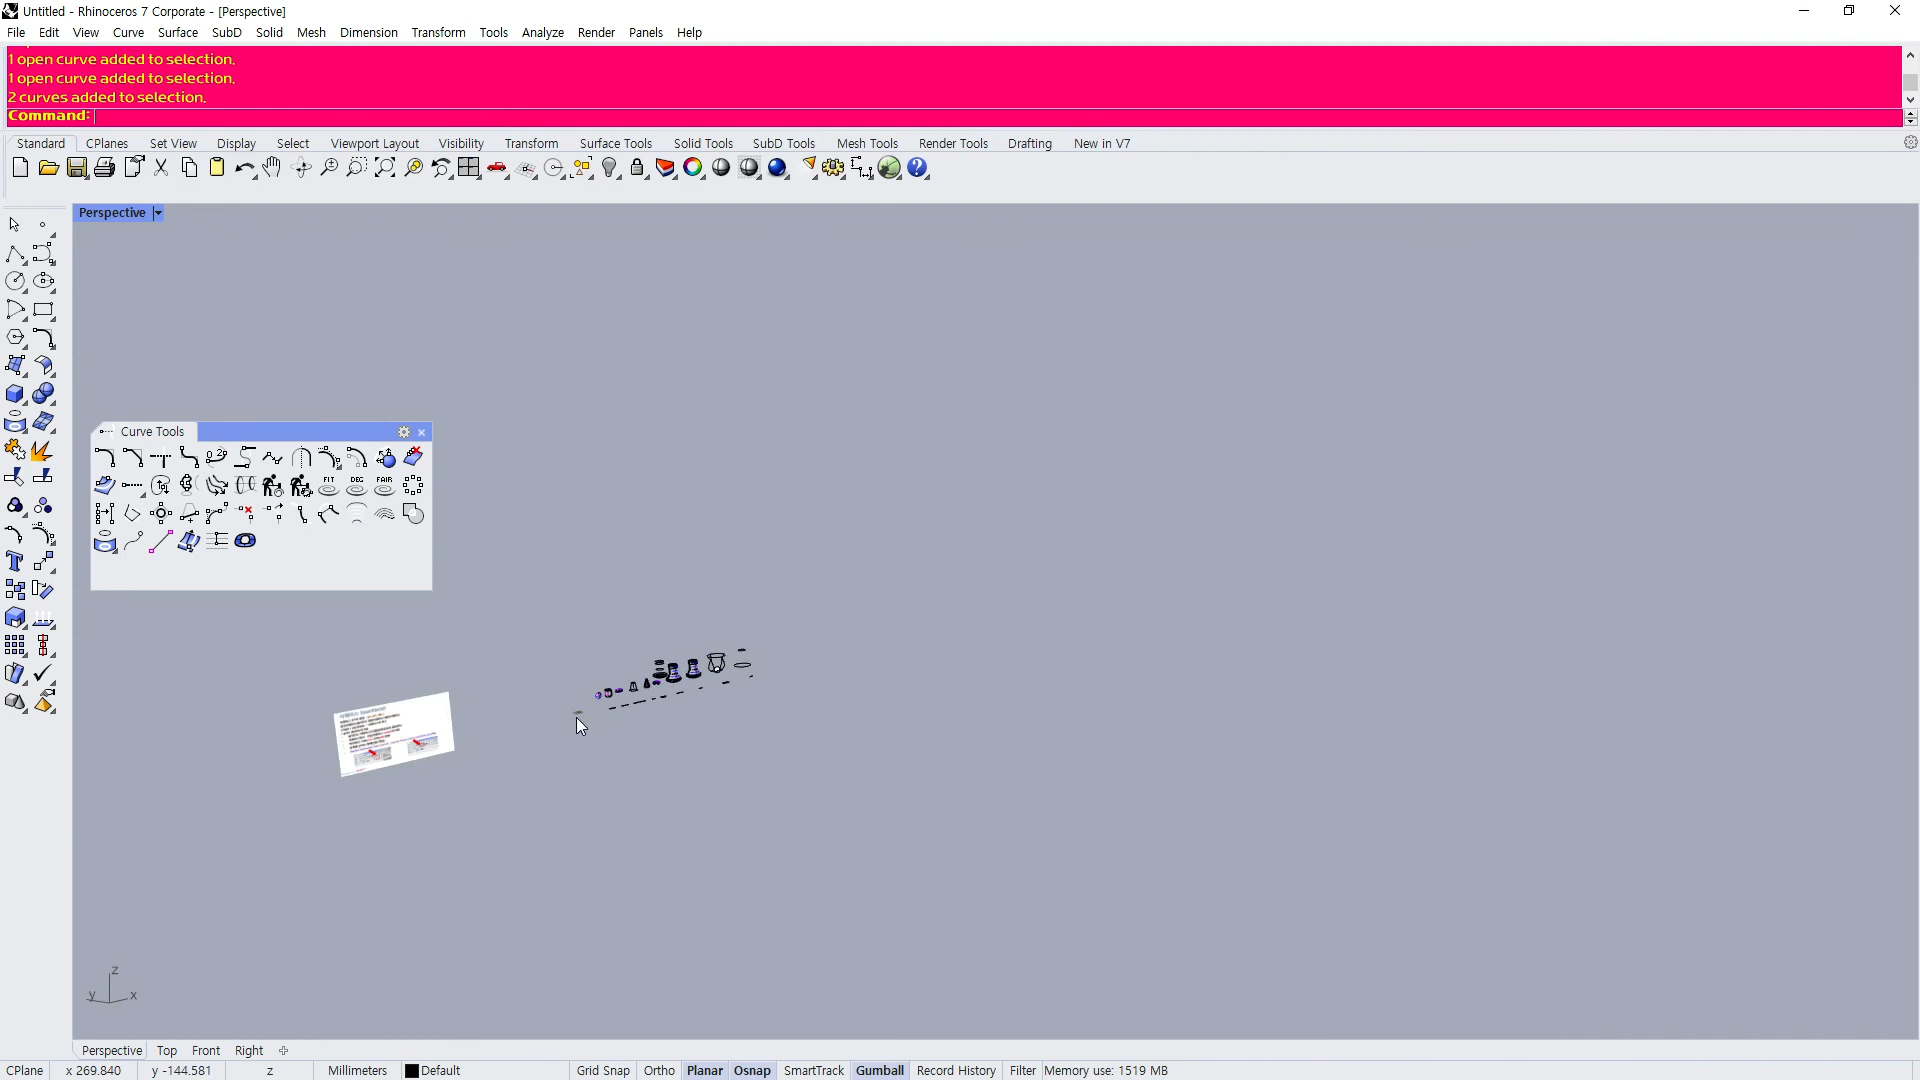 Untitled - Rhinoceros 7 Corporate - [Perspective]
File Edit View Curve Surface SubD Solid Mesh Dimension Transform Tools Analyze Render Panels Help
1 open curve added to selection.
1 open curve added to selection.
2 curves added to selection.
Command:
Standard CPlanes Set View Display Select Viewport Layout Visibility Transform Surface Tools Solid Tools SubD Tools Mesh Tools Render Tools Drafting New in V7
Perspective
Curve Tools
FIT DEG FAIR
z
y x
Perspective Top Front Right
CPlane x 269.840 y -144.581 z Millimeters Default Grid Snap Ortho Planar Osnap SmartTrack Gumball Record History Filter Memory use: 1519 MB